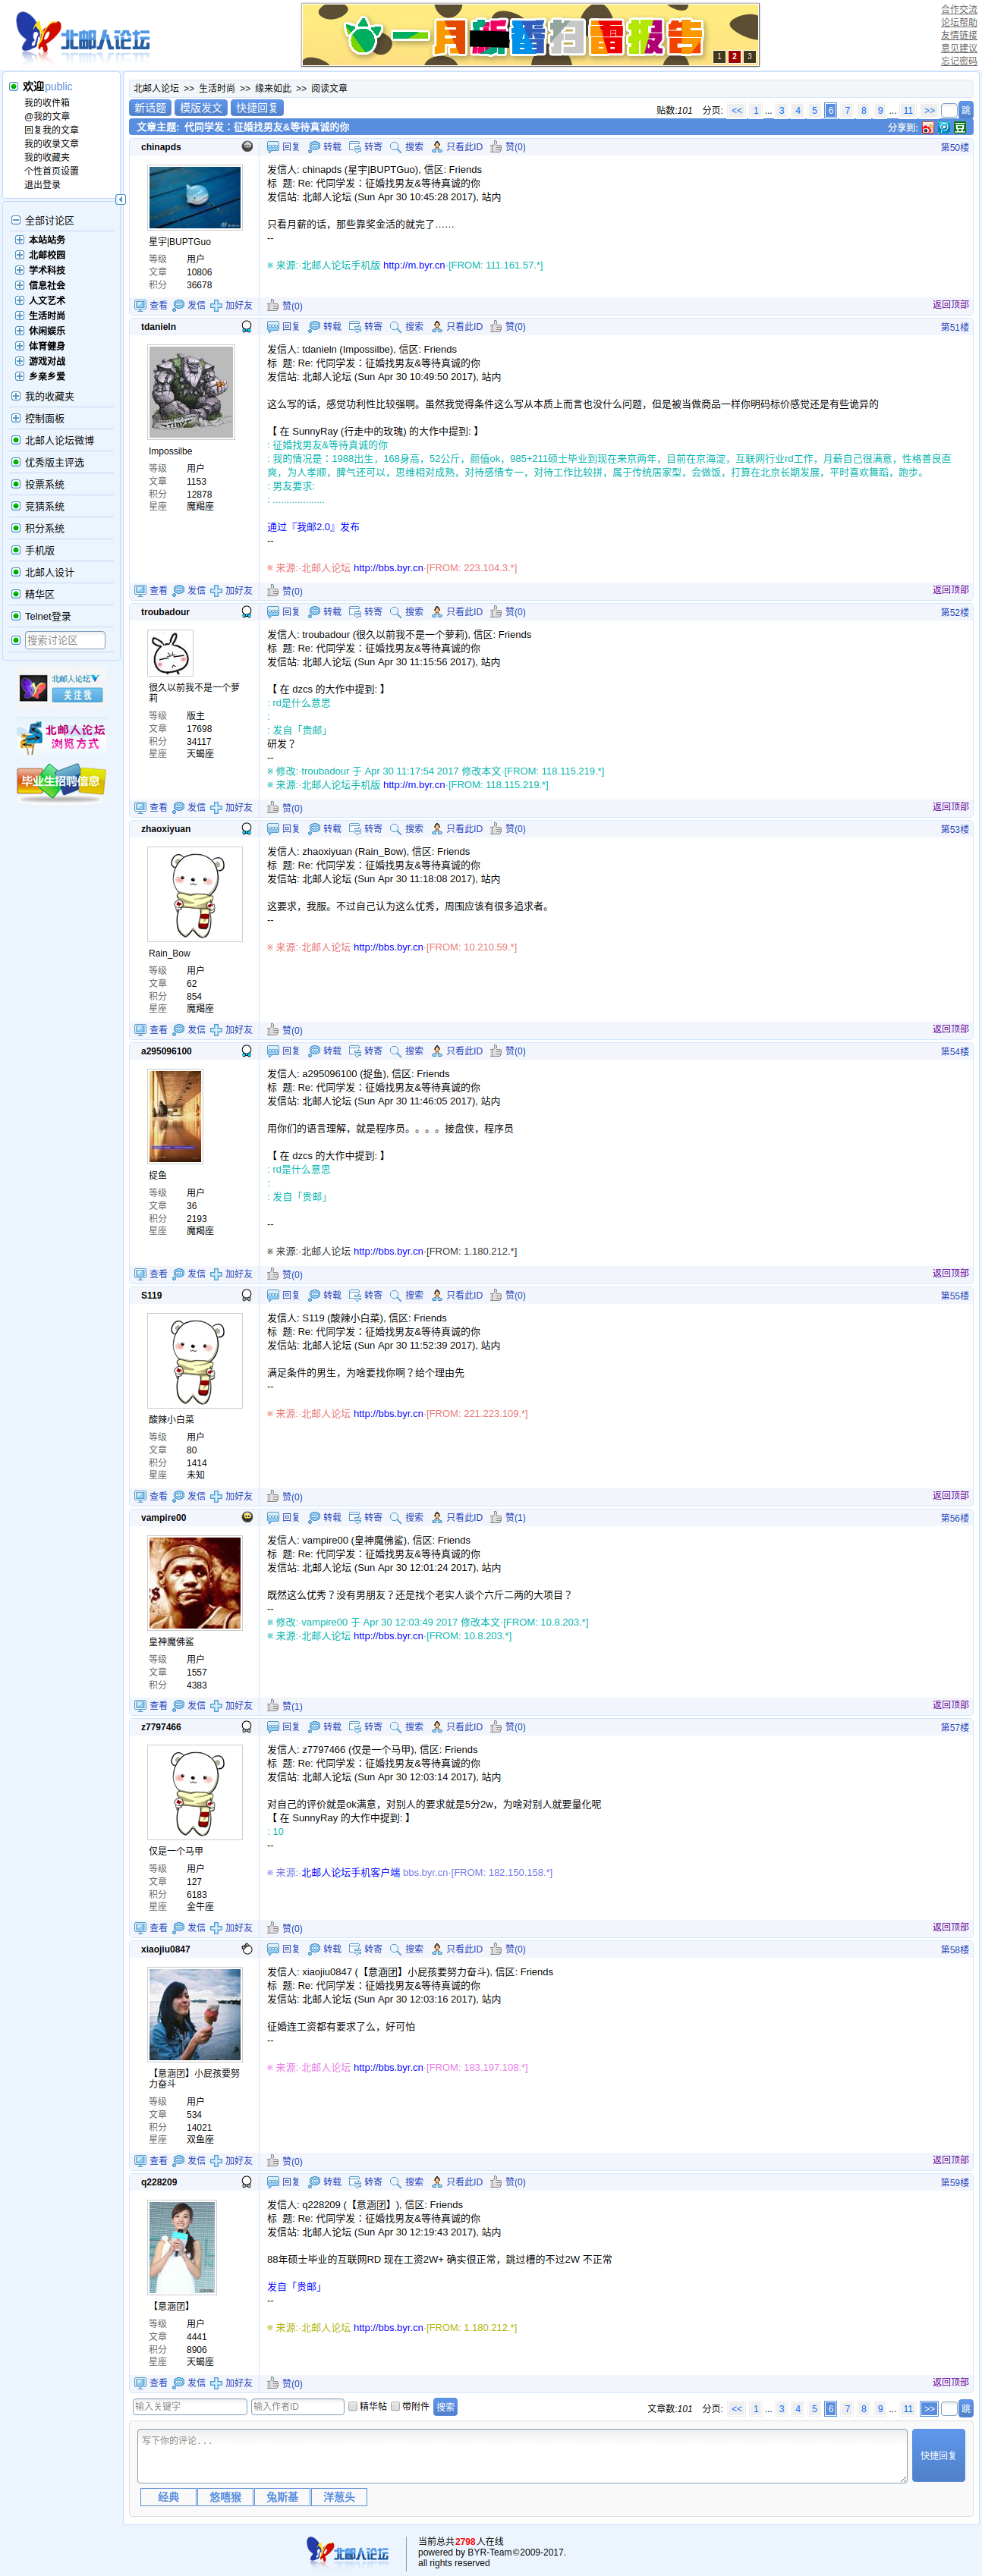 北邮人论坛
一月 新番扫雷报告
1 2 3
合作交流
论坛帮助
友情链接
意见建议
忘记密码
欢迎public
我的收件箱
@我的文章
回复我的文章
我的收录文章
我的收藏夹
个性首页设置
退出登录
全部讨论区
本站站务
北邮校园
学术科技
信息社会
人文艺术
生活时尚
休闲娱乐
体育健身
游戏对战
乡亲乡爱
我的收藏夹
控制面板
北邮人论坛微博
优秀版主评选
投票系统
竞猜系统
积分系统
手机版
北邮人设计
精华区
Telnet登录
搜索讨论区
北邮人论坛
关注我
北邮人论坛
浏览方式
毕业生招聘信息
北邮人论坛 >> 生活时尚 >> 缘来如此 >> 阅读文章
新话题 模版发文 快捷回复
贴数:101 分页: << 1 ... 3 4 5 6 7 8 9 ... 11 >> 跳
文章主题: 代同学发：征婚找男友&等待真诚的你 分享到:
chinapds 回复 转载 转寄 搜索 只看此ID 赞(0) 第50楼
星宇|BUPTGuo
等级 用户
文章 10806
积分 36678
发信人: chinapds (星宇|BUPTGuo), 信区: Friends
标 题: Re: 代同学发：征婚找男友&等待真诚的你
发信站: 北邮人论坛 (Sun Apr 30 10:45:28 2017), 站内
只看月薪的话，那些靠奖金活的就完了……
--
※ 来源:·北邮人论坛手机版 http://m.byr.cn·[FROM: 111.161.57.*]
查看 发信 加好友 赞(0) 返回顶部
tdanieln 回复 转载 转寄 搜索 只看此ID 赞(0) 第51楼
Impossilbe
等级 用户
文章 1153
积分 12878
星座 魔羯座
发信人: tdanieln (Impossilbe), 信区: Friends
标 题: Re: 代同学发：征婚找男友&等待真诚的你
发信站: 北邮人论坛 (Sun Apr 30 10:49:50 2017), 站内
这么写的话，感觉功利性比较强啊。虽然我觉得条件这么写从本质上而言也没什么问题，但是被当做商品一样你明码标价感觉还是有些诡异的
【 在 SunnyRay (行走中的玫瑰) 的大作中提到: 】
: 征婚找男友&等待真诚的你
: 我的情况是：1988出生，168身高，52公斤，颜值ok，985+211硕士毕业到现在来京两年，目前在京海淀，互联网行业rd工作，月薪自己很满意，性格善良直爽，为人孝顺，脾气还可以，思维相对成熟，对待感情专一，对待工作比较拼，属于传统居家型，会做饭，打算在北京长期发展，平时喜欢舞蹈，跑步。
: 男友要求:
: ...................
通过『我邮2.0』发布
--
※ 来源:·北邮人论坛 http://bbs.byr.cn·[FROM: 223.104.3.*]
查看 发信 加好友 赞(0) 返回顶部
troubadour 回复 转载 转寄 搜索 只看此ID 赞(0) 第52楼
很久以前我不是一个萝莉
等级 版主
文章 17698
积分 34117
星座 天蝎座
发信人: troubadour (很久以前我不是一个萝莉), 信区: Friends
标 题: Re: 代同学发：征婚找男友&等待真诚的你
发信站: 北邮人论坛 (Sun Apr 30 11:15:56 2017), 站内
【 在 dzcs 的大作中提到: 】
: rd是什么意思
:
: 发自「贵邮」
研发？
--
※ 修改:·troubadour 于 Apr 30 11:17:54 2017 修改本文·[FROM: 118.115.219.*]
※ 来源:·北邮人论坛手机版 http://m.byr.cn·[FROM: 118.115.219.*]
查看 发信 加好友 赞(0) 返回顶部
zhaoxiyuan 回复 转载 转寄 搜索 只看此ID 赞(0) 第53楼
Rain_Bow
等级 用户
文章 62
积分 854
星座 魔羯座
发信人: zhaoxiyuan (Rain_Bow), 信区: Friends
标 题: Re: 代同学发：征婚找男友&等待真诚的你
发信站: 北邮人论坛 (Sun Apr 30 11:18:08 2017), 站内
这要求，我服。不过自己认为这么优秀，周围应该有很多追求者。
--
※ 来源:·北邮人论坛 http://bbs.byr.cn·[FROM: 10.210.59.*]
查看 发信 加好友 赞(0) 返回顶部
a295096100 回复 转载 转寄 搜索 只看此ID 赞(0) 第54楼
捉鱼
等级 用户
文章 36
积分 2193
星座 魔羯座
发信人: a295096100 (捉鱼), 信区: Friends
标 题: Re: 代同学发：征婚找男友&等待真诚的你
发信站: 北邮人论坛 (Sun Apr 30 11:46:05 2017), 站内
用你们的语言理解，就是程序员。。。。接盘侠，程序员
【 在 dzcs 的大作中提到: 】
: rd是什么意思
:
: 发自「贵邮」
--
※ 来源:·北邮人论坛 http://bbs.byr.cn·[FROM: 1.180.212.*]
查看 发信 加好友 赞(0) 返回顶部
S119 回复 转载 转寄 搜索 只看此ID 赞(0) 第55楼
酸辣小白菜
等级 用户
文章 80
积分 1414
星座 未知
发信人: S119 (酸辣小白菜), 信区: Friends
标 题: Re: 代同学发：征婚找男友&等待真诚的你
发信站: 北邮人论坛 (Sun Apr 30 11:52:39 2017), 站内
满足条件的男生，为啥要找你啊？给个理由先
--
※ 来源:·北邮人论坛 http://bbs.byr.cn·[FROM: 221.223.109.*]
查看 发信 加好友 赞(0) 返回顶部
vampire00 回复 转载 转寄 搜索 只看此ID 赞(1) 第56楼
皇神魔佛鲨
等级 用户
文章 1557
积分 4383
发信人: vampire00 (皇神魔佛鲨), 信区: Friends
标 题: Re: 代同学发：征婚找男友&等待真诚的你
发信站: 北邮人论坛 (Sun Apr 30 12:01:24 2017), 站内
既然这么优秀？没有男朋友？还是找个老实人谈个六斤二两的大项目？
--
※ 修改:·vampire00 于 Apr 30 12:03:49 2017 修改本文·[FROM: 10.8.203.*]
※ 来源:·北邮人论坛 http://bbs.byr.cn·[FROM: 10.8.203.*]
查看 发信 加好友 赞(1) 返回顶部
z7797466 回复 转载 转寄 搜索 只看此ID 赞(0) 第57楼
仅是一个马甲
等级 用户
文章 127
积分 6183
星座 金牛座
发信人: z7797466 (仅是一个马甲), 信区: Friends
标 题: Re: 代同学发：征婚找男友&等待真诚的你
发信站: 北邮人论坛 (Sun Apr 30 12:03:14 2017), 站内
对自己的评价就是ok满意，对别人的要求就是5分2w，为啥对别人就要量化呢
【 在 SunnyRay 的大作中提到: 】
: 10
--
※ 来源:·北邮人论坛手机客户端 bbs.byr.cn·[FROM: 182.150.158.*]
查看 发信 加好友 赞(0) 返回顶部
xiaojiu0847 回复 转载 转寄 搜索 只看此ID 赞(0) 第58楼
【意涵团】小屁孩要努力奋斗
等级 用户
文章 534
积分 14021
星座 双鱼座
发信人: xiaojiu0847 (【意涵团】小屁孩要努力奋斗), 信区: Friends
标 题: Re: 代同学发：征婚找男友&等待真诚的你
发信站: 北邮人论坛 (Sun Apr 30 12:03:16 2017), 站内
征婚连工资都有要求了么，好可怕
--
※ 来源:·北邮人论坛 http://bbs.byr.cn·[FROM: 183.197.108.*]
查看 发信 加好友 赞(0) 返回顶部
q228209 回复 转载 转寄 搜索 只看此ID 赞(0) 第59楼
【意涵团】
等级 用户
文章 4441
积分 8906
星座 天蝎座
发信人: q228209 (【意涵团】), 信区: Friends
标 题: Re: 代同学发：征婚找男友&等待真诚的你
发信站: 北邮人论坛 (Sun Apr 30 12:19:43 2017), 站内
88年硕士毕业的互联网RD 现在工资2W+ 确实很正常，跳过槽的不过2W 不正常
发自「贵邮」
--
※ 来源:·北邮人论坛 http://bbs.byr.cn·[FROM: 1.180.212.*]
查看 发信 加好友 赞(0) 返回顶部
输入关键字 输入作者ID 精华帖 带附件 搜索
文章数:101 分页: << 1 ... 3 4 5 6 7 8 9 ... 11 >> 跳
写下你的评论...
快捷回复
经典 悠嘻猴 兔斯基 洋葱头
北邮人论坛
当前总共2798人在线
powered by BYR-Team©2009-2017.
all rights reserved